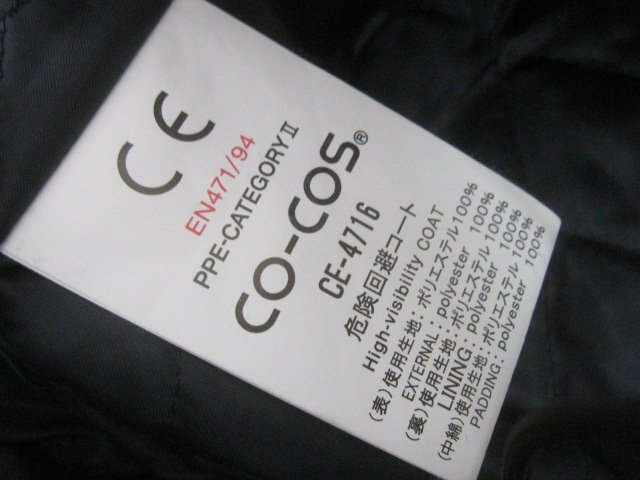 CE
EN471/94
PPE-CATEGORY II
CO-COS®
CE-4716
危険回避コート
High-visibility COAT
(表)使用生地:ポリエステル100%
EXTERNAL: polyester 100%
(裏)使用生地:ポリエステル100%
LINING: polyester 100%
(中綿)使用生地:ポリエステル100%
PADDING: polyester 100%